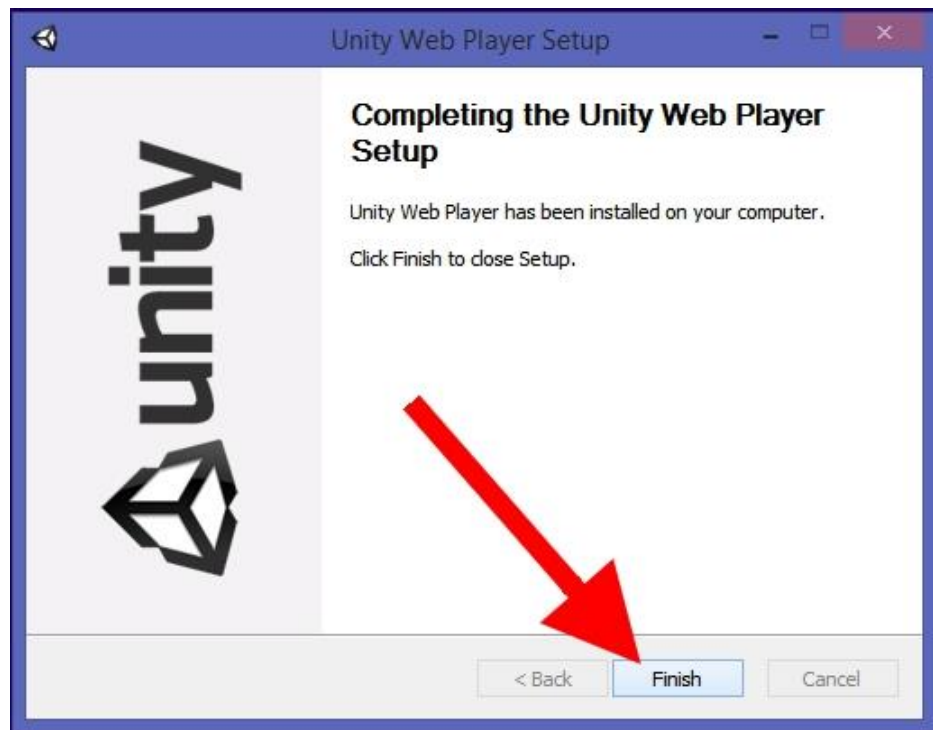 Unity Web Player Setup
Completing the Unity Web Player
Setup
Unity Web Player has been installed on your computer.
Click Finish to close Setup.
unity
< Back Finish Cancel